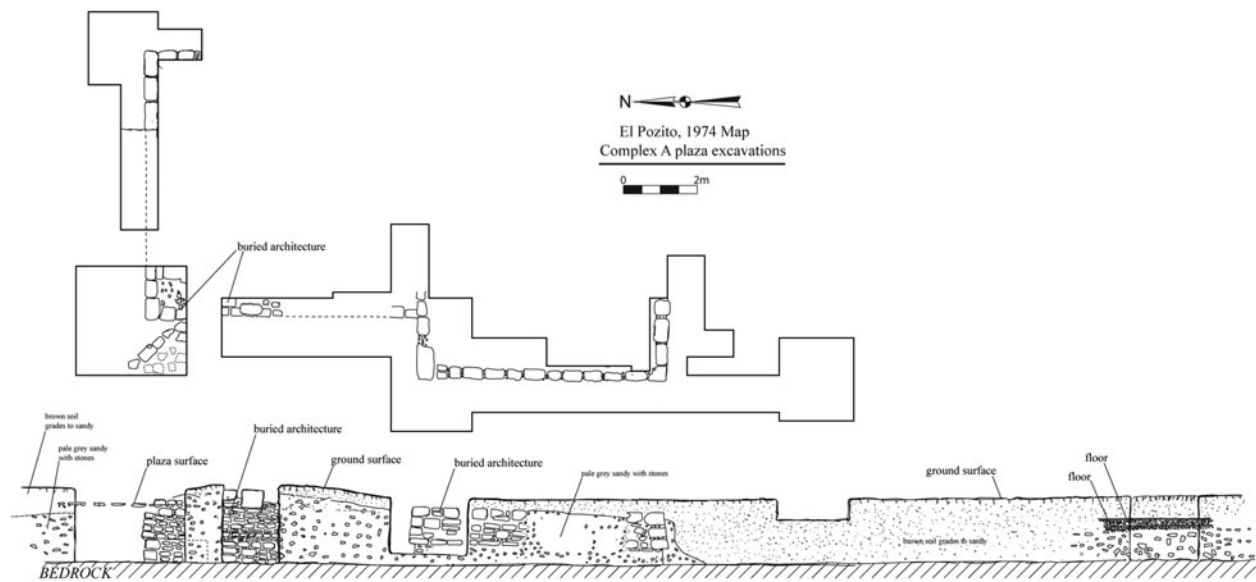 N
El Pozito, 1974 Map
Complex A plaza excavations
0 2m
buried architecture
brown soil
grades to sandy
pale grey sandy
with stones
plaza surface
buried architecture
ground surface
buried architecture
pale grey sandy with stones
ground surface
floor
floor
brown soil grades th sandy
BEDROCK